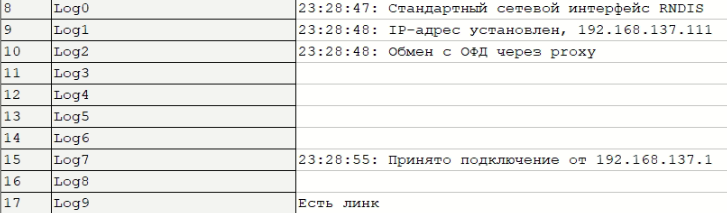 8 Log0 23:28:47: Стандартный сетевой интерфейс RNDIS
9 Log1 23:28:48: IP-адрес установлен, 192.168.137.111
10 Log2 23:28:48: Обмен с ОФД через proxy
11 Log3
12 Log4
13 Log5
14 Log6
15 Log7 23:28:55: Принято подключение от 192.168.137.1
16 Log8
17 Log9 Есть линк